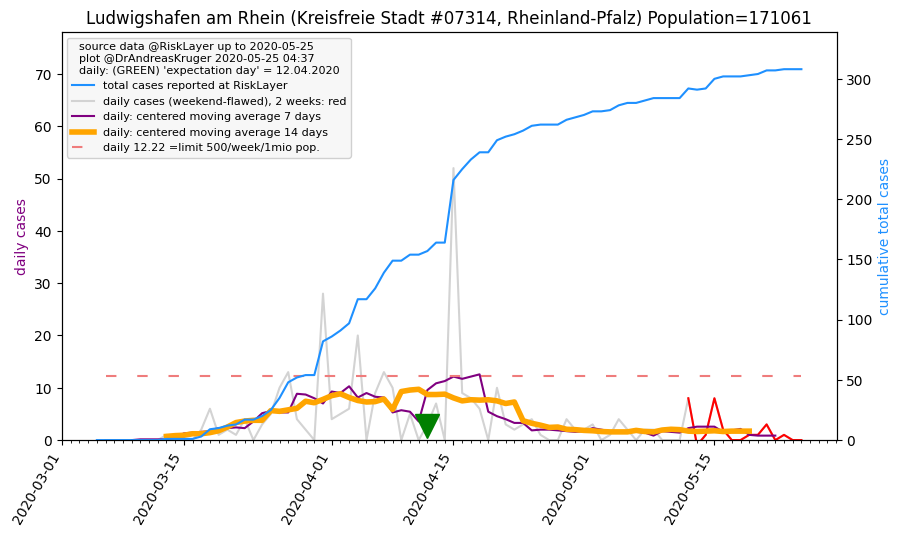 Ludwigshafen am Rhein (Kreisfreie Stadt #07314, Rheinland-Pfalz) Population=171061
source data @RiskLayer up to 2020-05-25
plot @DrAndreasKruger 2020-05-25 04:37
daily: (GREEN) 'expectation day' = 12.04.2020
total cases reported at RiskLayer
daily cases (weekend-flawed), 2 weeks: red
daily: centered moving average 7 days
daily: centered moving average 14 days
daily 12.22 =limit 500/week/1mio pop.
daily cases
70
60
50
40
30
20
10
0
cumulative total cases
300
250
200
150
100
50
0
2020-03-01
2020-03-15
2020-04-01
2020-04-15
2020-05-01
2020-05-15